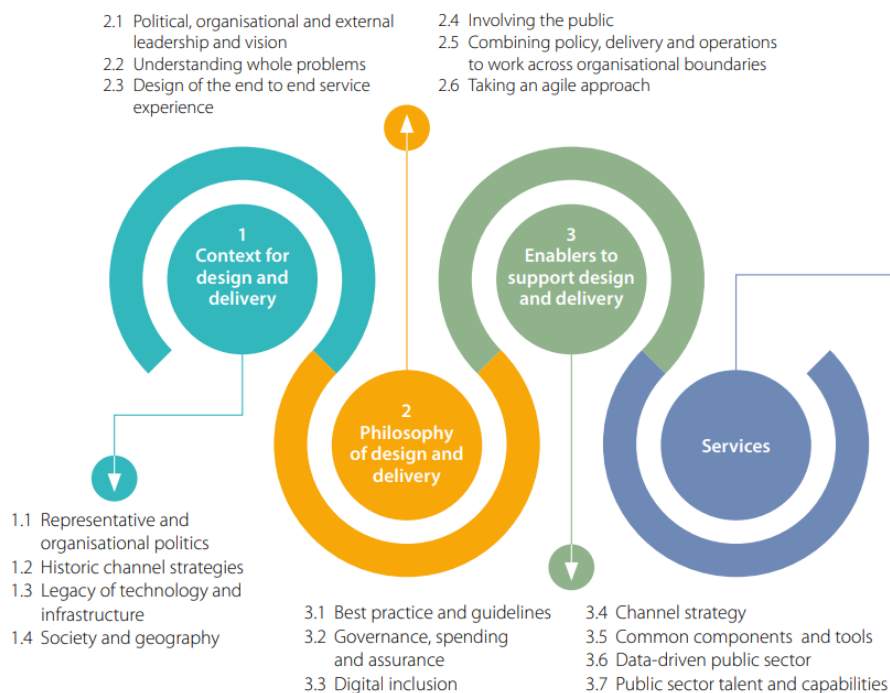 2.1 Political, organisational and external
leadership and vision
2.2 Understanding whole problems
2.3 Design of the end to end service
experience
2.4 Involving the public
2.5 Combining policy, delivery and operations
to work across organisational boundaries
2.6 Taking an agile approach
1
Context for
design and
delivery
3
Enablers to
support design
and delivery
2
Philosophy
of design and
delivery
Services
1.1 Representative and
organisational politics
1.2 Historic channel strategies
1.3 Legacy of technology and
infrastructure
1.4 Society and geography
3.1 Best practice and guidelines
3.2 Governance, spending
and assurance
3.3 Digital inclusion
3.4 Channel strategy
3.5 Common components and tools
3.6 Data-driven public sector
3.7 Public sector talent and capabilities